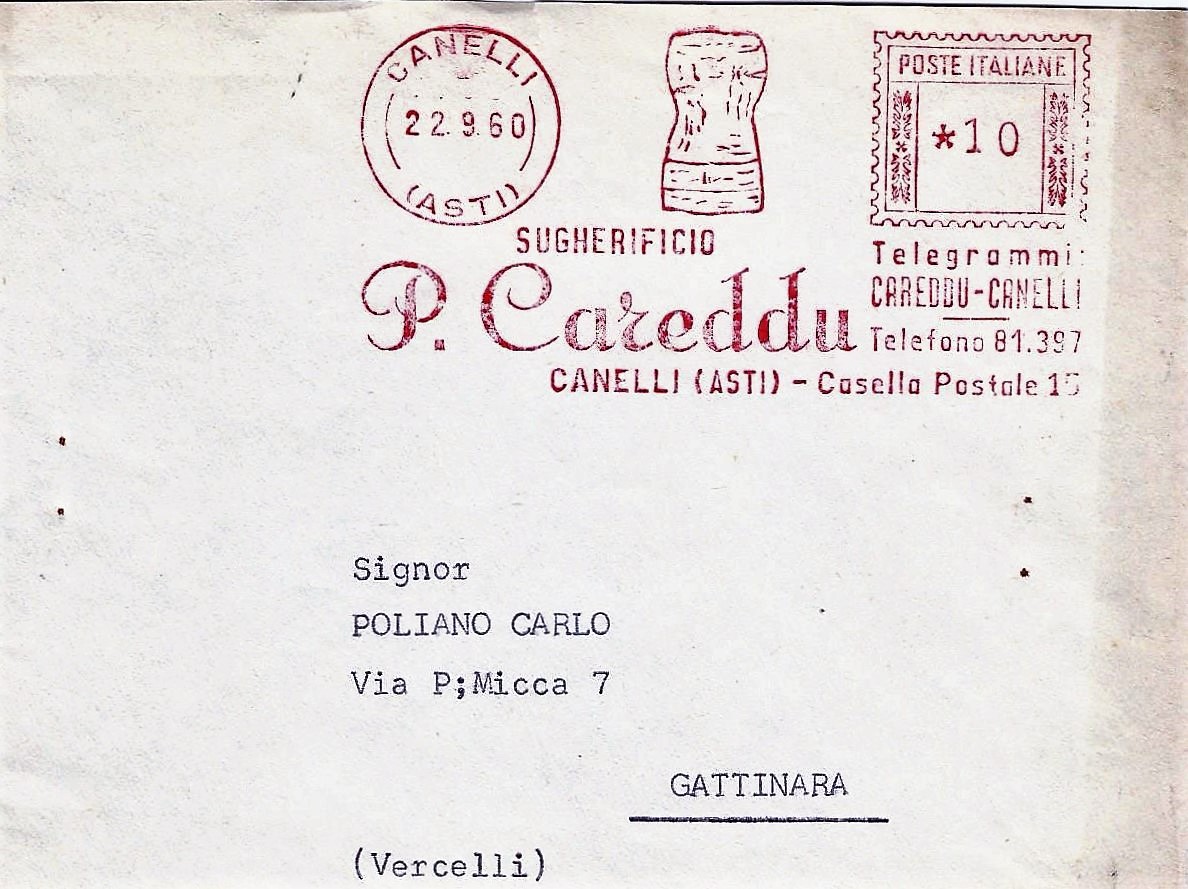 CANELLI
22.9.60
(ASTI)
POSTE ITALIANE
*10
SUGHERIFICIO
P. Careddu
Telegrammi:
CAREDDU-CANELLI
Telefono 81.397
CANELLI (ASTI) - Casella Postale 15
Signor
POLIANO CARLO
Via P;Micca 7
GATTINARA
(Vercelli)